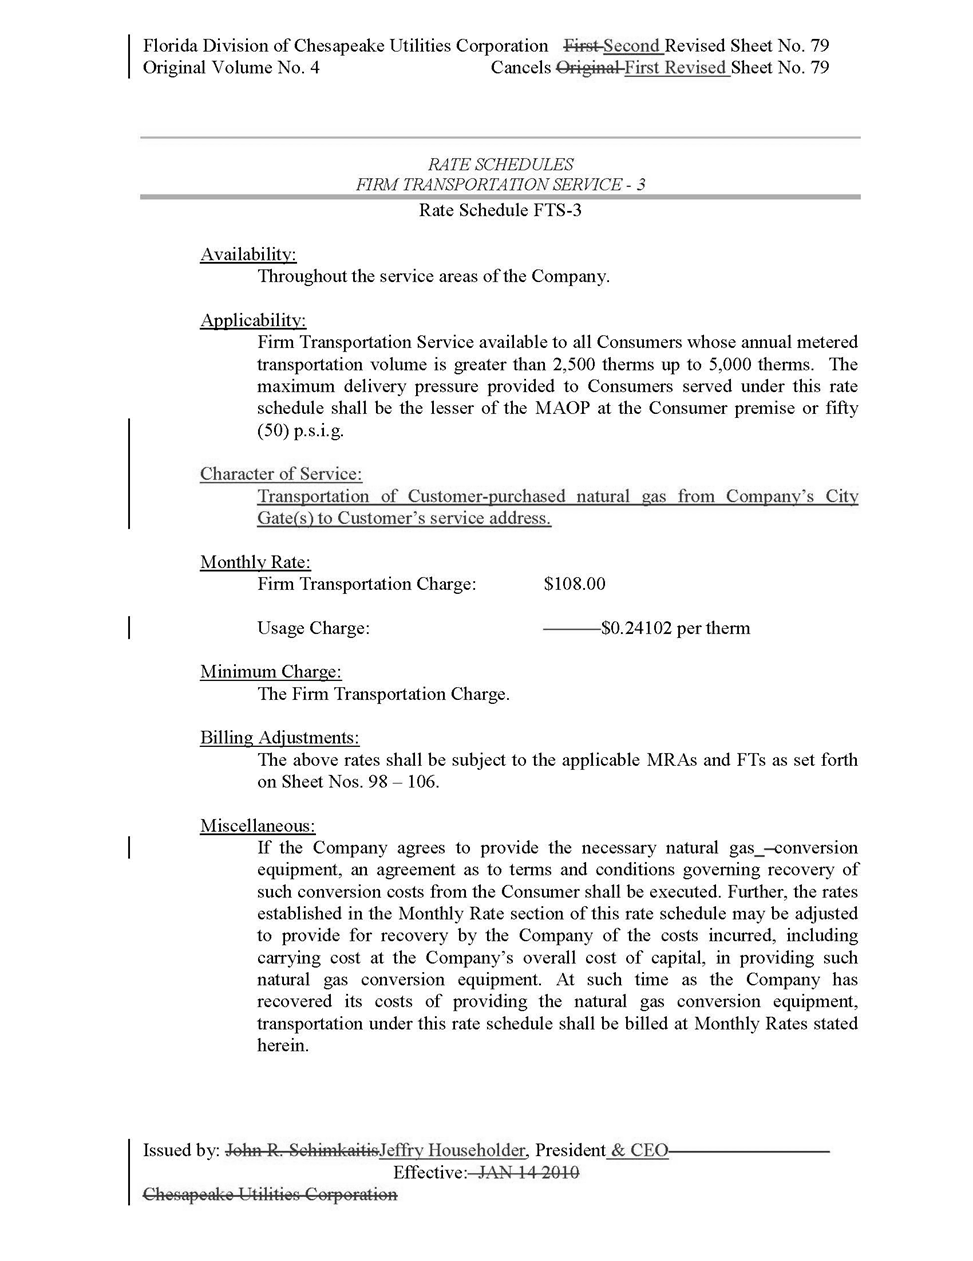 Florida Division of Chesapeake Utilities Corporation First Second Revised Sheet No. 79
Original Volume No. 4 Cancels Original First Revised Sheet No. 79
RATE SCHEDULES
FIRM TRANSPORTATION SERVICE - 3
Rate Schedule FTS-3
Availability:
Throughout the service areas of the Company.
Applicability:
Firm Transportation Service available to all Consumers whose annual metered
transportation volume is greater than 2,500 therms up to 5,000 therms. The
maximum delivery pressure provided to Consumers served under this rate
schedule shall be the lesser of the MAOP at the Consumer premise or fifty
(50) p.s.i.g.
Character of Service:
Transportation of Customer-purchased natural gas from Company's City
Gate(s) to Customer's service address.
Monthly Rate:
Firm Transportation Charge: $108.00
Usage Charge: $0.24102 per therm
Minimum Charge:
The Firm Transportation Charge.
Billing Adjustments:
The above rates shall be subject to the applicable MRAs and FTs as set forth
on Sheet Nos. 98 – 106.
Miscellaneous:
If the Company agrees to provide the necessary natural gas conversion
equipment, an agreement as to terms and conditions governing recovery of
such conversion costs from the Consumer shall be executed. Further, the rates
established in the Monthly Rate section of this rate schedule may be adjusted
to provide for recovery by the Company of the costs incurred, including
carrying cost at the Company's overall cost of capital, in providing such
natural gas conversion equipment. At such time as the Company has
recovered its costs of providing the natural gas conversion equipment,
transportation under this rate schedule shall be billed at Monthly Rates stated
herein.
Issued by: John R. SchimkaitisJeffry Householder, President & CEO
Effective: JAN 14 2010
Chesapeake Utilities Corporation